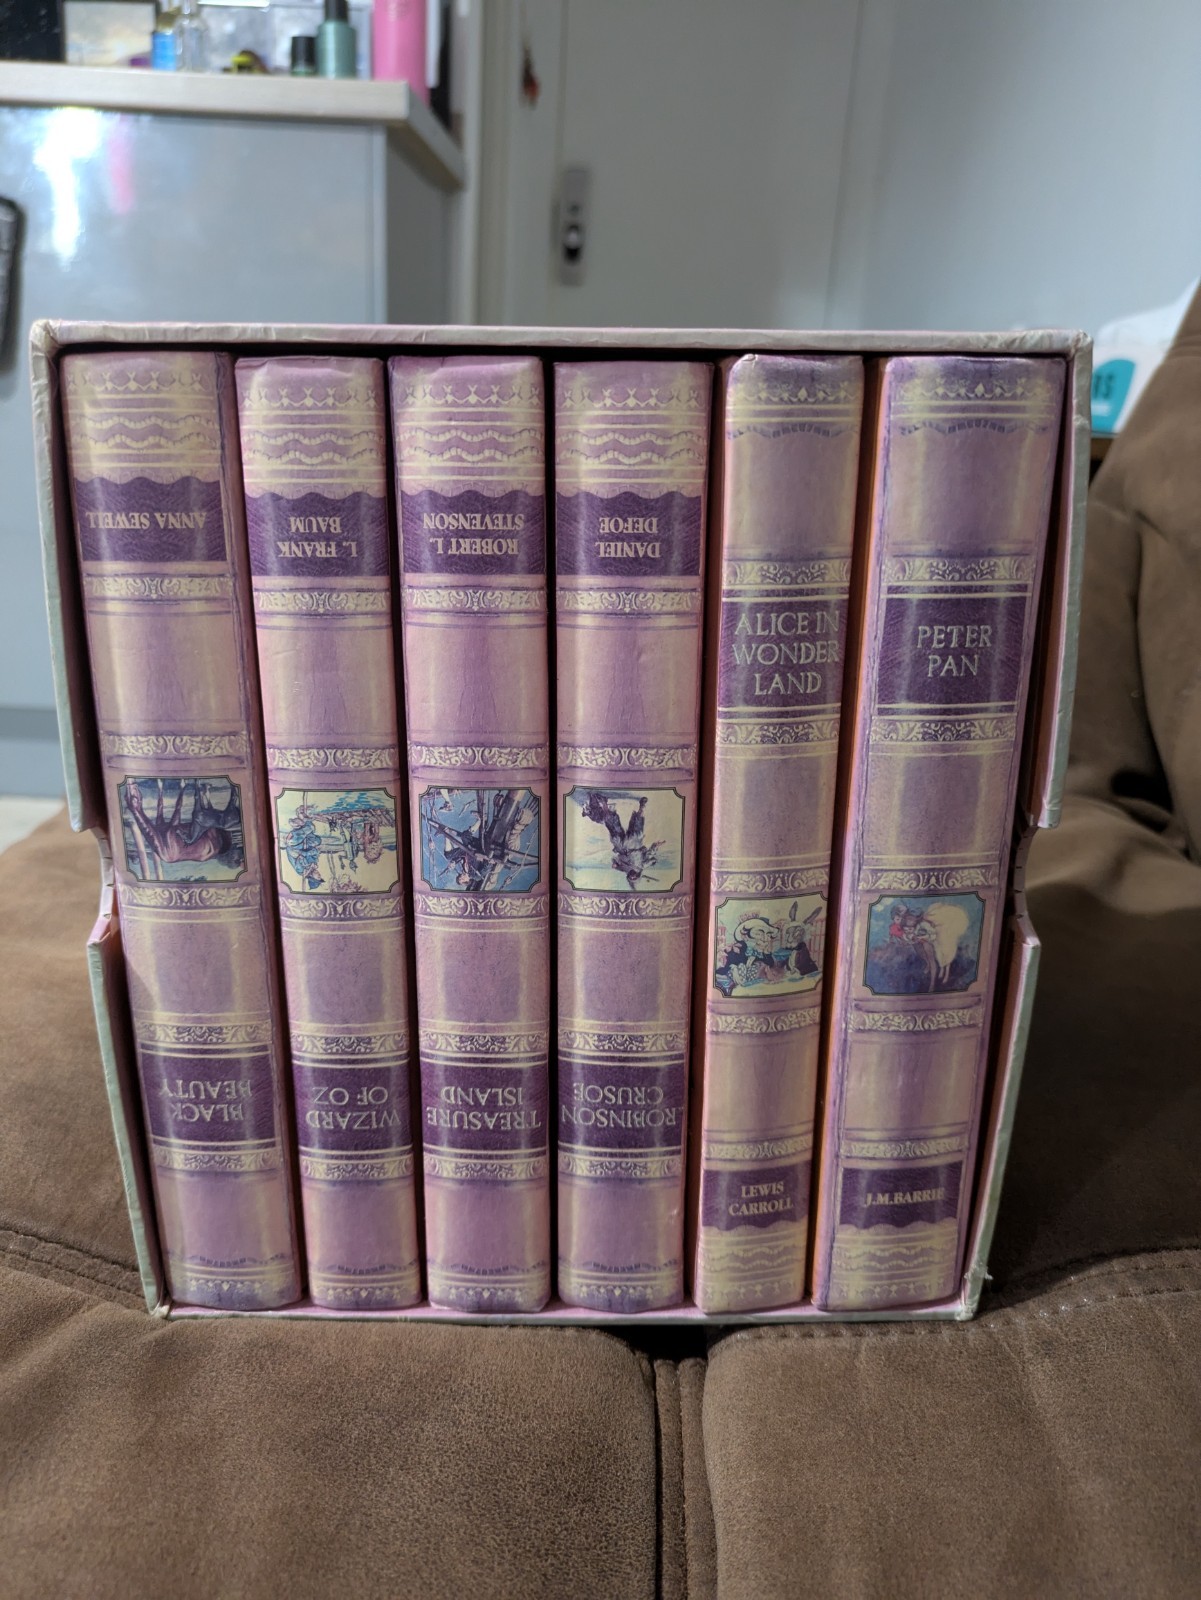 ANNA SEWELL
BLACK
BEAUTY
L. FRANK
BAUM
WIZARD
OF OZ
ROBERT L.
STEVENSON
TREASURE
ISLAND
DANIEL
DEFOE
ROBINSON
CRUSOE
ALICE IN
WONDER
LAND
LEWIS
CARROLL
PETER
PAN
J.M.BARRIE